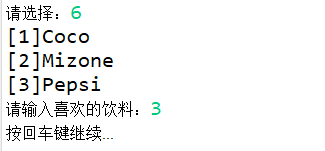 请选择：6
[1]Coco
[2]Mizone
[3]Pepsi
请输入喜欢的饮料：3
按回车键继续...